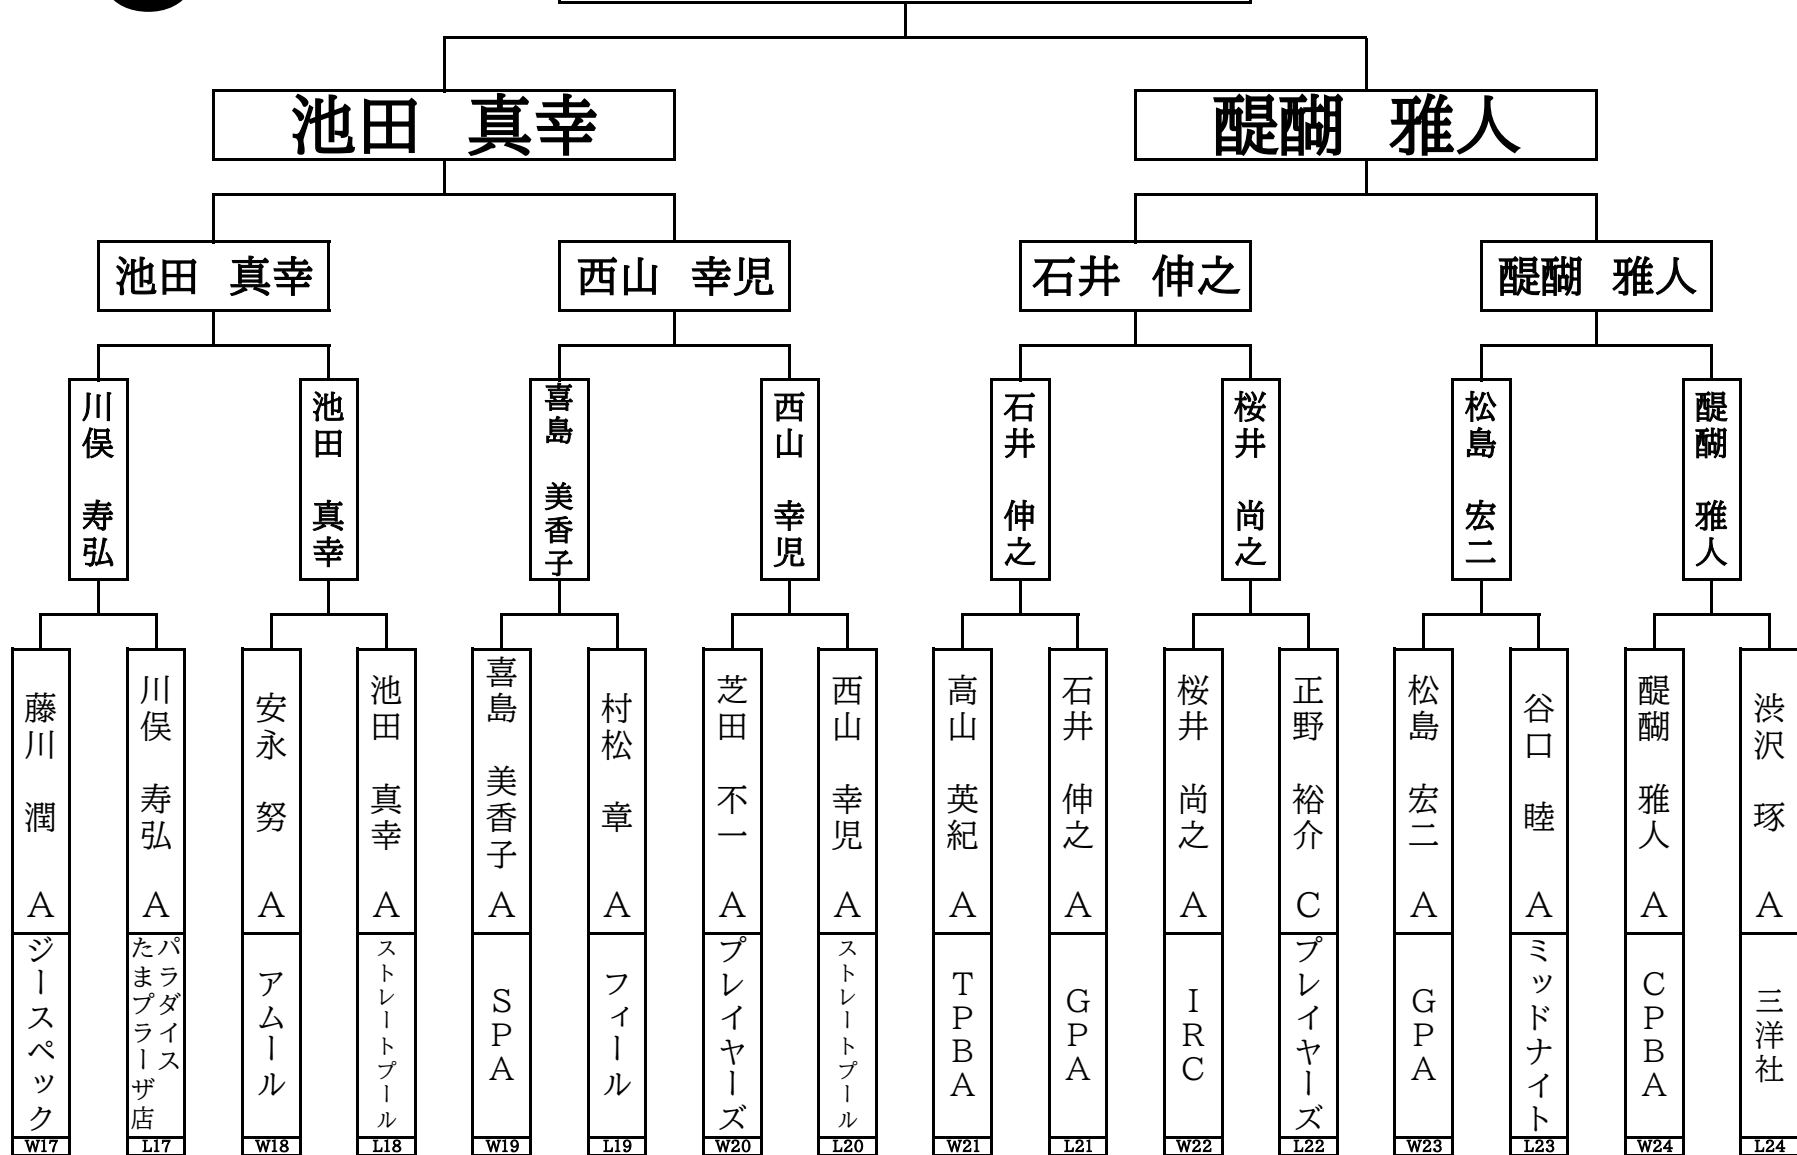 池田 真幸
醍醐 雅人
池田 真幸
西山 幸児
石井 伸之
醍醐 雅人
川俣 寿弘
池田 真幸
喜島 美香子
西山 幸児
石井 伸之
桜井 尚之
松島 宏二
醍醐 雅人
藤川 潤 A
川俣 寿弘 A
安永 努 A
池田 真幸 A
喜島 美香子 A
村松 章 A
芝田 不一 A
西山 幸児 A
高山 英紀 A
石井 伸之 A
桜井 尚之 A
正野 裕介 C
松島 宏二 A
谷口 睦 A
醍醐 雅人 A
渋沢 琢 A
ジースペック
パラダイス
たまプラーザ店
アムール
ストレートプール
SPA
フィール
プレイヤーズ
ストレートプール
TPBA
GPA
IRC
プレイヤーズ
GPA
ミッドナイト
CPBA
三洋社
W17
L17
W18
L18
W19
L19
W20
L20
W21
L21
W22
L22
W23
L23
W24
L24